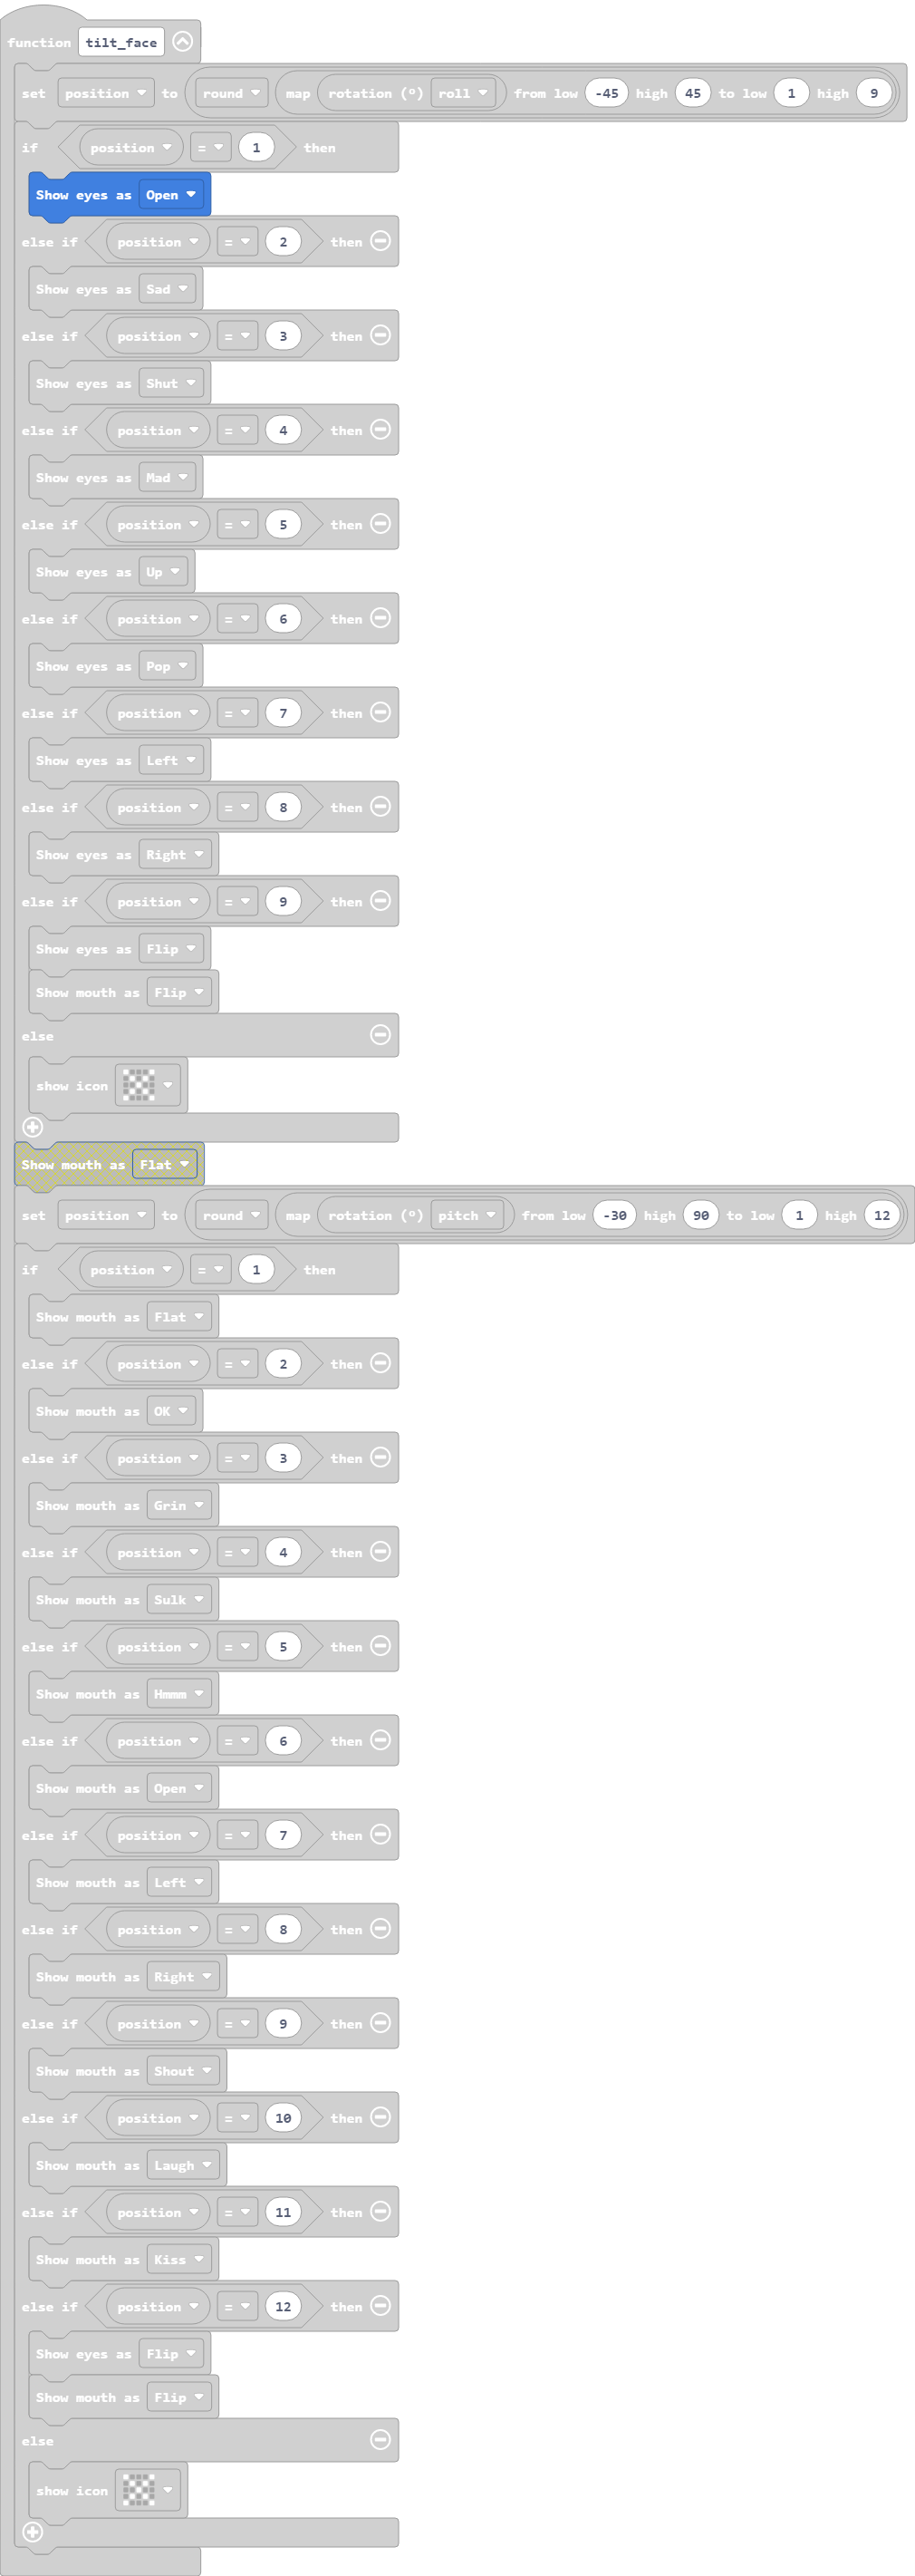 function tilt_face
set position to round map rotation (°) roll from low -45 high 45 to low 1 high 9
if position = 1 then
Show eyes as Open
else if position = 2 then
Show eyes as Sad
else if position = 3 then
Show eyes as Shut
else if position = 4 then
Show eyes as Mad
else if position = 5 then
Show eyes as Up
else if position = 6 then
Show eyes as Pop
else if position = 7 then
Show eyes as Left
else if position = 8 then
Show eyes as Right
else if position = 9 then
Show eyes as Flip
Show mouth as Flip
else
show icon
Show mouth as Flat
set position to round map rotation (°) pitch from low -30 high 90 to low 1 high 12
if position = 1 then
Show mouth as Flat
else if position = 2 then
Show mouth as OK
else if position = 3 then
Show mouth as Grin
else if position = 4 then
Show mouth as Sulk
else if position = 5 then
Show mouth as Hmmm
else if position = 6 then
Show mouth as Open
else if position = 7 then
Show mouth as Left
else if position = 8 then
Show mouth as Right
else if position = 9 then
Show mouth as Shout
else if position = 10 then
Show mouth as Laugh
else if position = 11 then
Show mouth as Kiss
else if position = 12 then
Show eyes as Flip
Show mouth as Flip
else
show icon